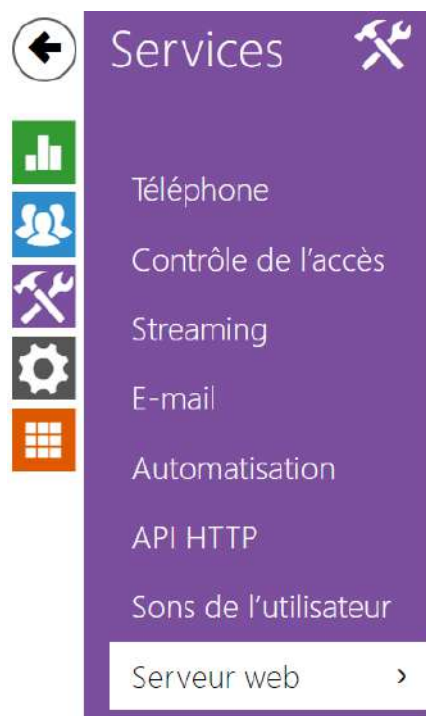 Services
Téléphone
Contrôle de l'accès
Streaming
E-mail
Automatisation
API HTTP
Sons de l'utilisateur
Serveur web